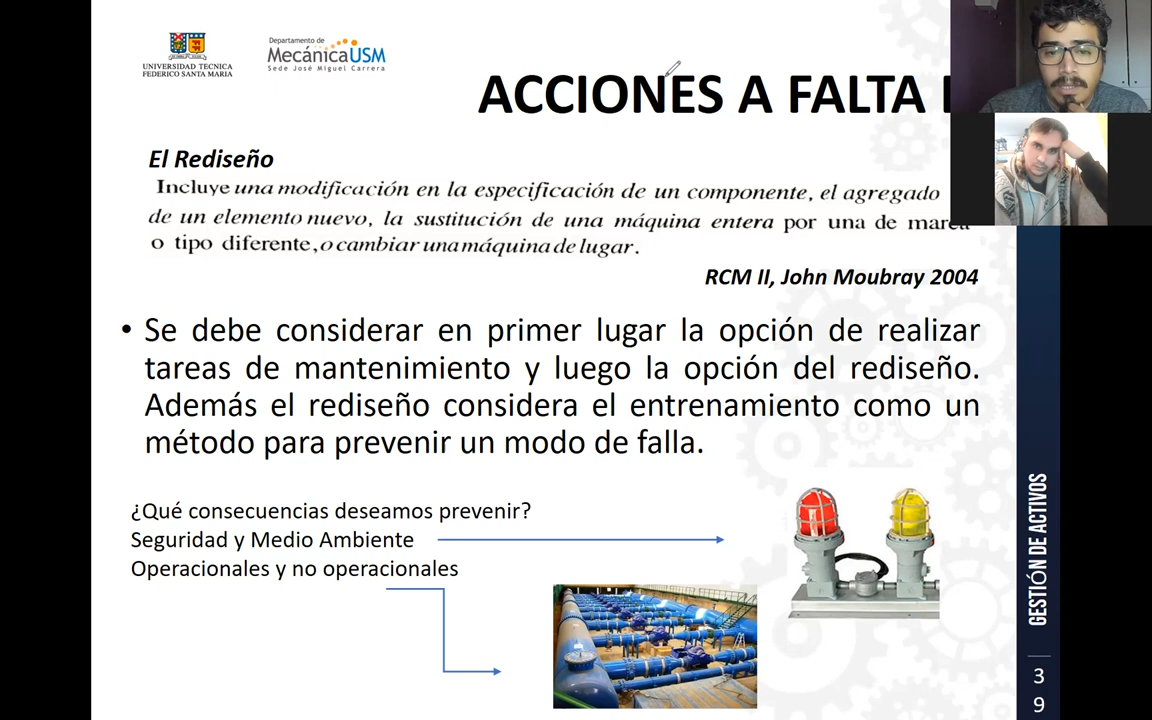 UNIVERSIDAD TECNICA
FEDERICO SANTA MARIA
Departamento de
MecánicaUSM
Sede José Miguel Carrera
ACCIONES A FALTA
El Rediseño
Incluye una modificación en la especificación de un componente, el agregado
de un elemento nuevo, la sustitución de una máquina entera por una de marca
o tipo diferente, o cambiar una máquina de lugar.
RCM II, John Moubray 2004
• Se debe considerar en primer lugar la opción de realizar
tareas de mantenimiento y luego la opción del rediseño.
Además el rediseño considera el entrenamiento como un
método para prevenir un modo de falla.
¿Qué consecuencias deseamos prevenir?
Seguridad y Medio Ambiente
Operacionales y no operacionales
GESTIÓN DE ACTIVOS
3
9